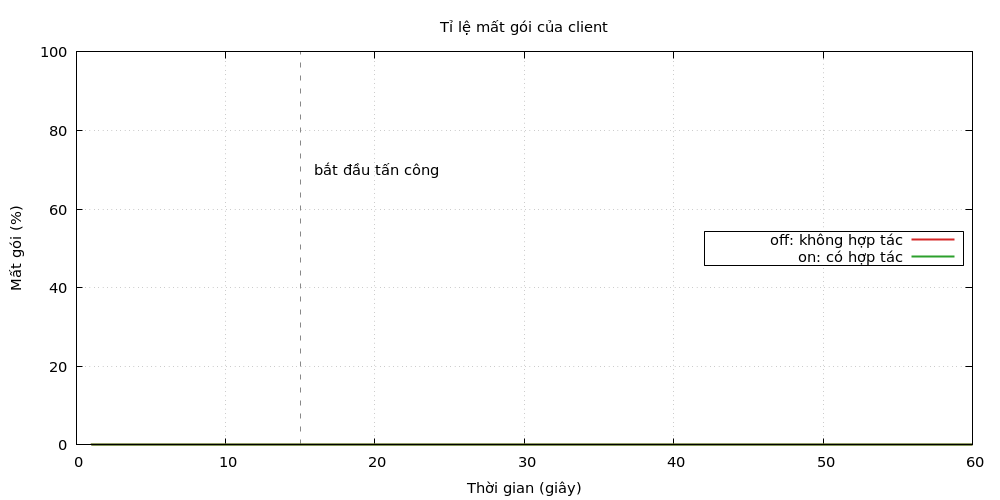 Tỉ lệ mất gói của client
100
80
60
40
20
0
Mất gói (%)
bắt đầu tấn công
off: không hợp tác
on: có hợp tác
0 10 20 30 40 50 60
Thời gian (giây)